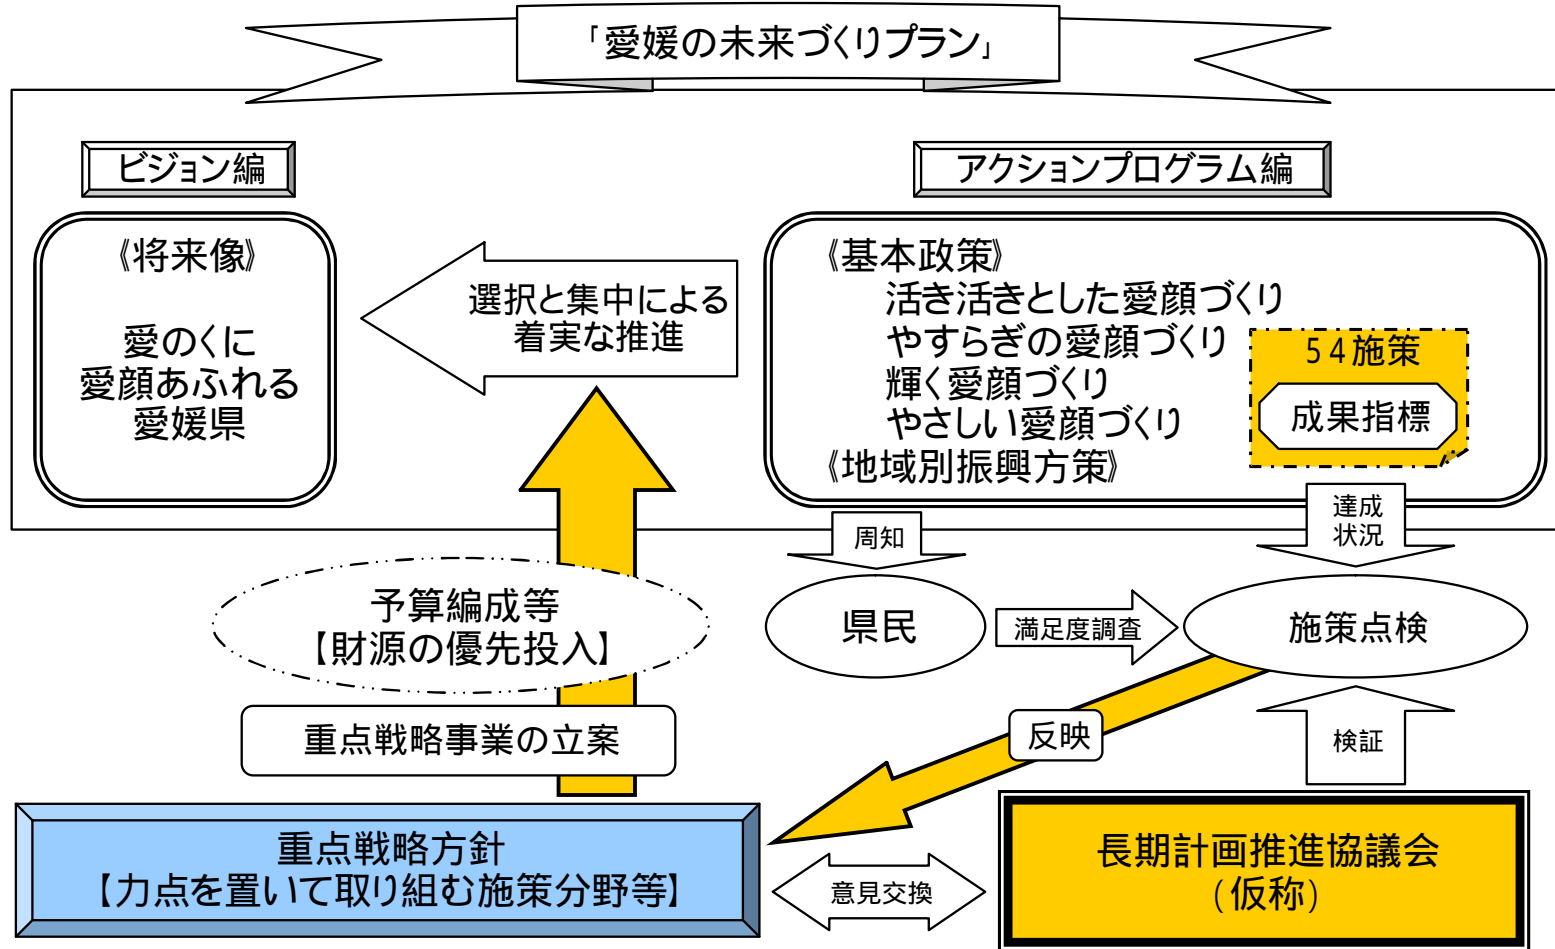 「愛媛の未来づくりプラン」
ビジョン編
《将来像》
愛のくに
愛顔あふれる
愛媛県
選択と集中による
着実な推進
アクションプログラム編
《基本政策》
活き活きとした愛顔づくり
やすらぎの愛顔づくり
輝く愛顔づくり
やさしい愛顔づくり
《地域別振興方策》
54施策
成果指標
周知
達成
状況
予算編成等
【財源の優先投入】
県民
満足度調査
施策点検
重点戦略事業の立案
反映
検証
重点戦略方針
【力点を置いて取り組む施策分野等】
意見交換
長期計画推進協議会
(仮称)